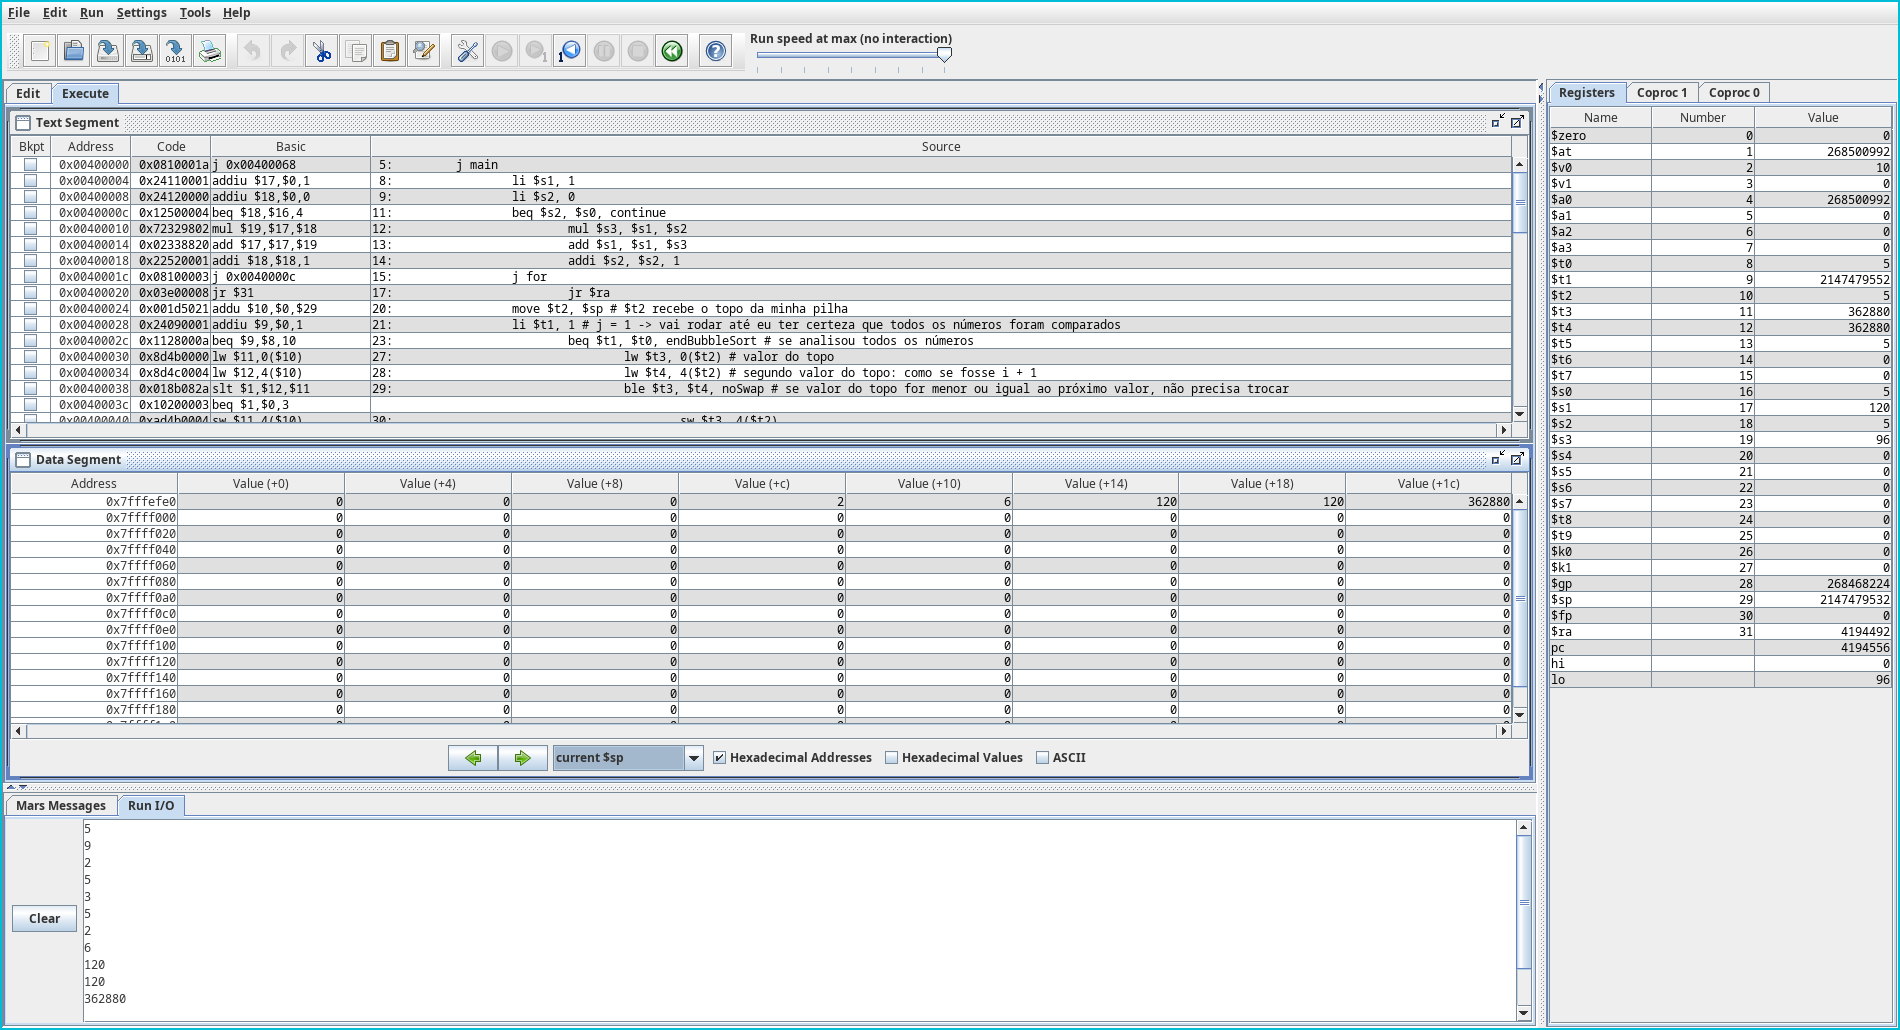 File Edit Run Settings Tools Help
Run speed at max (no interaction)
0101
1
1
Edit Execute
Text Segment
Bkpt Address Code Basic Source
0x00400000 0x0810001a j 0x00400068 5: j main
0x00400004 0x24110001 addiu $17,$0,1 8: li $s1, 1
0x00400008 0x24120000 addiu $18,$0,0 9: li $s2, 0
0x0040000c 0x12500004 beq $18,$16,4 11: beq $s2, $s0, continue
0x00400010 0x72329802 mul $19,$17,$18 12: mul $s3, $s1, $s2
0x00400014 0x02338820 add $17,$17,$19 13: add $s1, $s1, $s3
0x00400018 0x22520001 addi $18,$18,1 14: addi $s2, $s2, 1
0x0040001c 0x08100003 j 0x0040000c 15: j for
0x00400020 0x03e00008 jr $31 17: jr $ra
0x00400024 0x001d5021 addu $10,$0,$29 20: move $t2, $sp # $t2 recebe o topo da minha pilha
0x00400028 0x24090001 addiu $9,$0,1 21: li $t1, 1 # j = 1 -> vai rodar até eu ter certeza que todos os números foram comparados
0x0040002c 0x1128000a beq $9,$8,10 23: beq $t1, $t0, endBubbleSort # se analisou todos os números
0x00400030 0x8d4b0000 lw $11,0($10) 27: lw $t3, 0($t2) # valor do topo
0x00400034 0x8d4c0004 lw $12,4($10) 28: lw $t4, 4($t2) # segundo valor do topo: como se fosse i + 1
0x00400038 0x018b082a slt $1,$12,$11 29: ble $t3, $t4, noSwap # se valor do topo for menor ou igual ao próximo valor, não precisa trocar
0x0040003c 0x10200003 beq $1,$0,3
0x00400040 0xad4b0004 sw $11,4($10) 30: sw $t3, 4($t2)
Data Segment
Address Value (+0) Value (+4) Value (+8) Value (+c) Value (+10) Value (+14) Value (+18) Value (+1c)
0x7fffefe0 0 0 0 2 6 120 120 362880
0x7ffff000 0 0 0 0 0 0 0 0
0x7ffff020 0 0 0 0 0 0 0 0
0x7ffff040 0 0 0 0 0 0 0 0
0x7ffff060 0 0 0 0 0 0 0 0
0x7ffff080 0 0 0 0 0 0 0 0
0x7ffff0a0 0 0 0 0 0 0 0 0
0x7ffff0c0 0 0 0 0 0 0 0 0
0x7ffff0e0 0 0 0 0 0 0 0 0
0x7ffff100 0 0 0 0 0 0 0 0
0x7ffff120 0 0 0 0 0 0 0 0
0x7ffff140 0 0 0 0 0 0 0 0
0x7ffff160 0 0 0 0 0 0 0 0
0x7ffff180 0 0 0 0 0 0 0 0
current $sp Hexadecimal Addresses Hexadecimal Values ASCII
Mars Messages Run I/O
Clear
5
9
2
5
3
5
2
6
120
120
362880
Registers Coproc 1 Coproc 0
Name Number Value
$zero 0 0
$at 1 268500992
$v0 2 10
$v1 3 0
$a0 4 268500992
$a1 5 0
$a2 6 0
$a3 7 0
$t0 8 5
$t1 9 2147479552
$t2 10 5
$t3 11 362880
$t4 12 362880
$t5 13 5
$t6 14 0
$t7 15 0
$s0 16 5
$s1 17 120
$s2 18 5
$s3 19 96
$s4 20 0
$s5 21 0
$s6 22 0
$s7 23 0
$t8 24 0
$t9 25 0
$k0 26 0
$k1 27 0
$gp 28 268468224
$sp 29 2147479532
$fp 30 0
$ra 31 4194492
pc 4194556
hi 0
lo 96